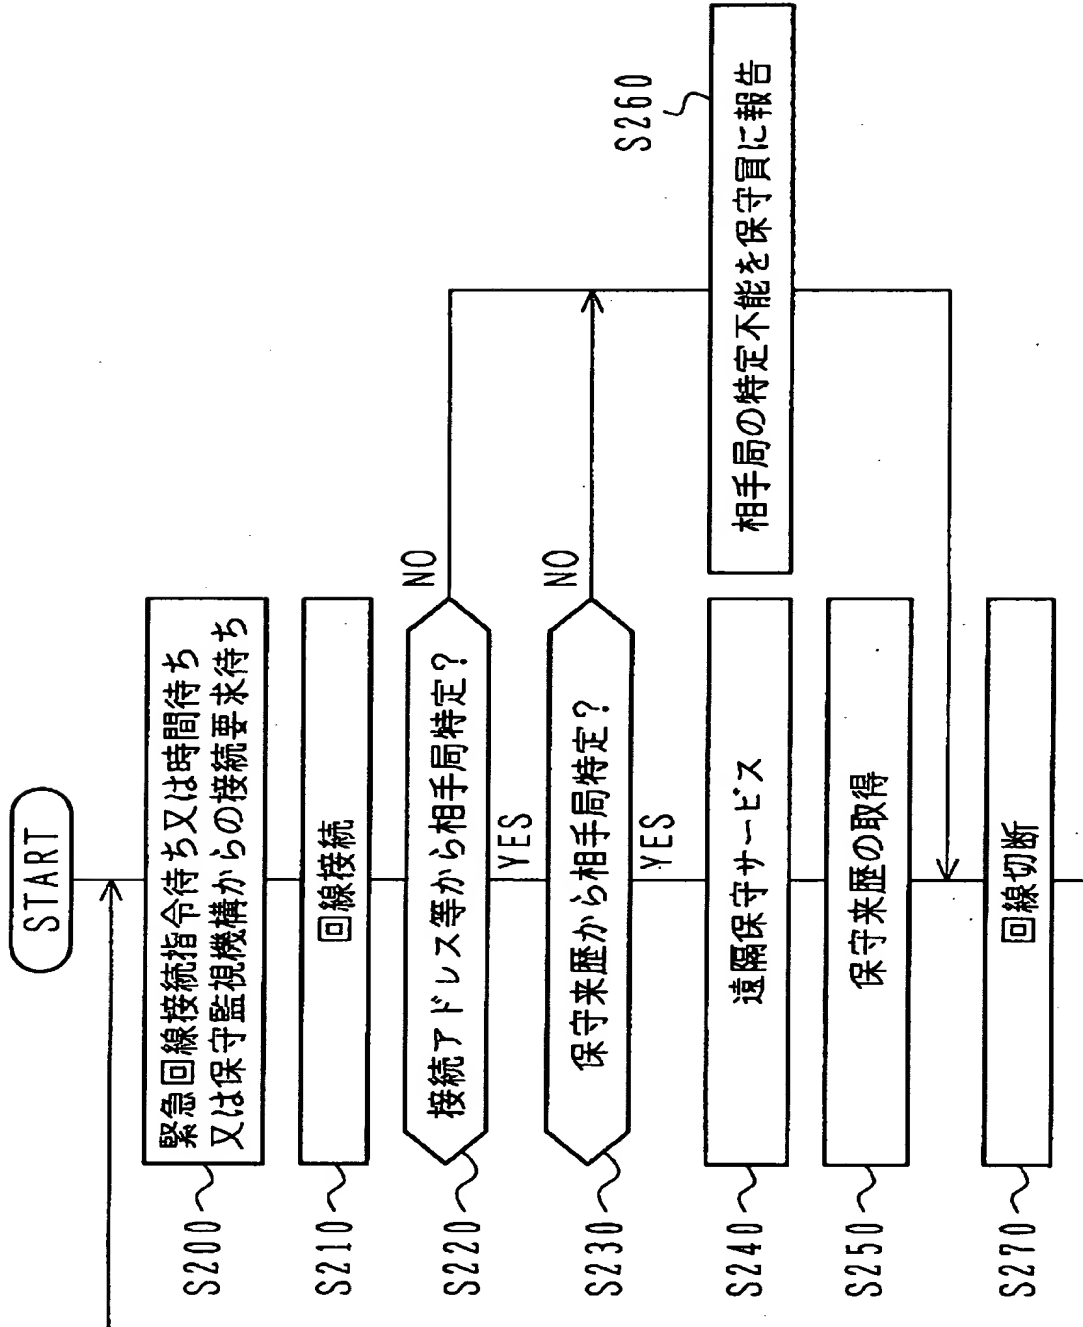 START
S200
緊急回線接続指令待ち又は時間待ち
又は保守監視機構からの接続要求待ち
S210
回線接続
S220
接続アドレス等から相手局特定?
NO
YES
S230
保守来歴から相手局特定?
NO
YES
S240
遠隔保守サービス
S260
相手局の特定不能を保守員に報告
S250
保守来歴の取得
S270
回線切断